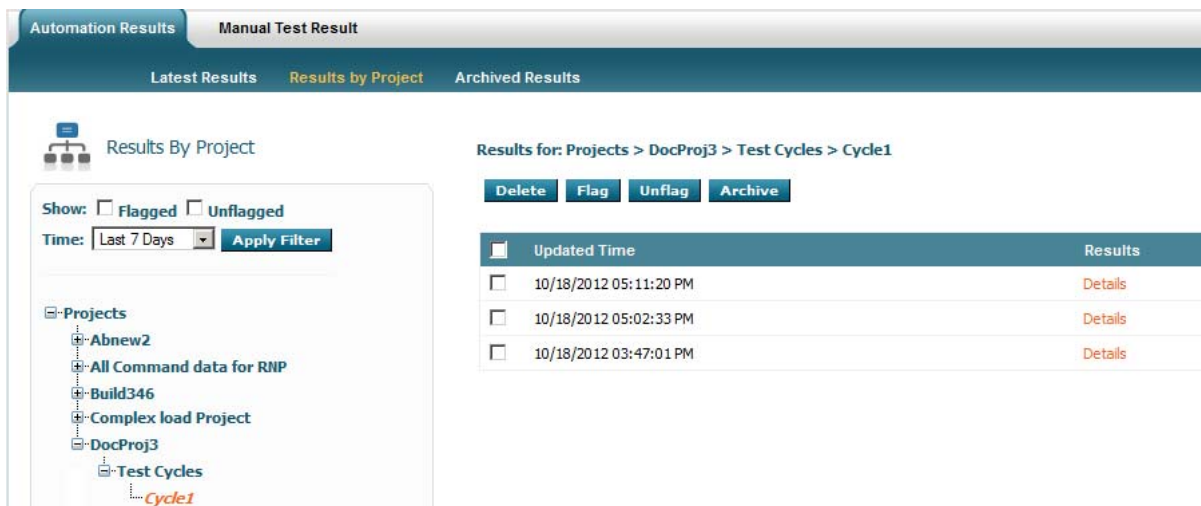 Automation Results Manual Test Result
Latest Results Results by Project Archived Results
Results By Project
Show: Flagged Unflagged
Time: Last 7 Days Apply Filter
Projects
Abnew2
All Command data for RNP
Build346
Complex load Project
DocProj3
Test Cycles
Cycle1
Results for: Projects > DocProj3 > Test Cycles > Cycle1
Delete Flag Unflag Archive
Updated Time Results
10/18/2012 05:11:20 PM Details
10/18/2012 05:02:33 PM Details
10/18/2012 03:47:01 PM Details